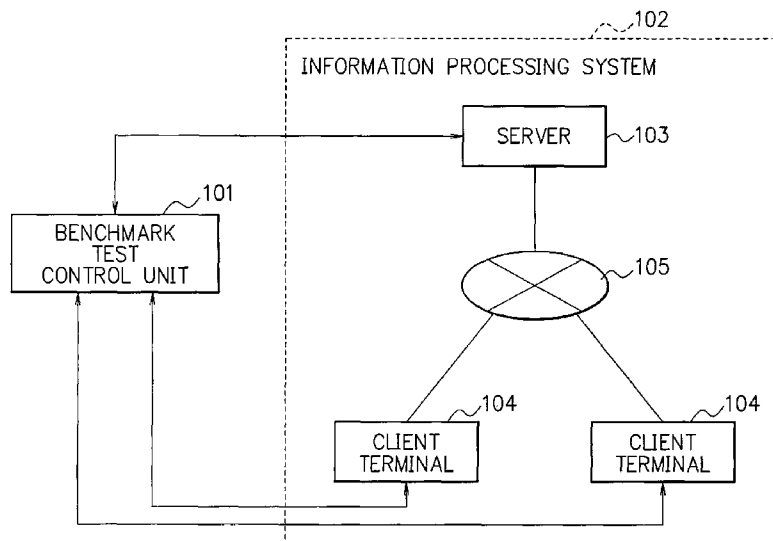 102
INFORMATION PROCESSING SYSTEM
SERVER
103
101
BENCHMARK
TEST
CONTROL UNIT
105
104
CLIENT
TERMINAL
104
CLIENT
TERMINAL